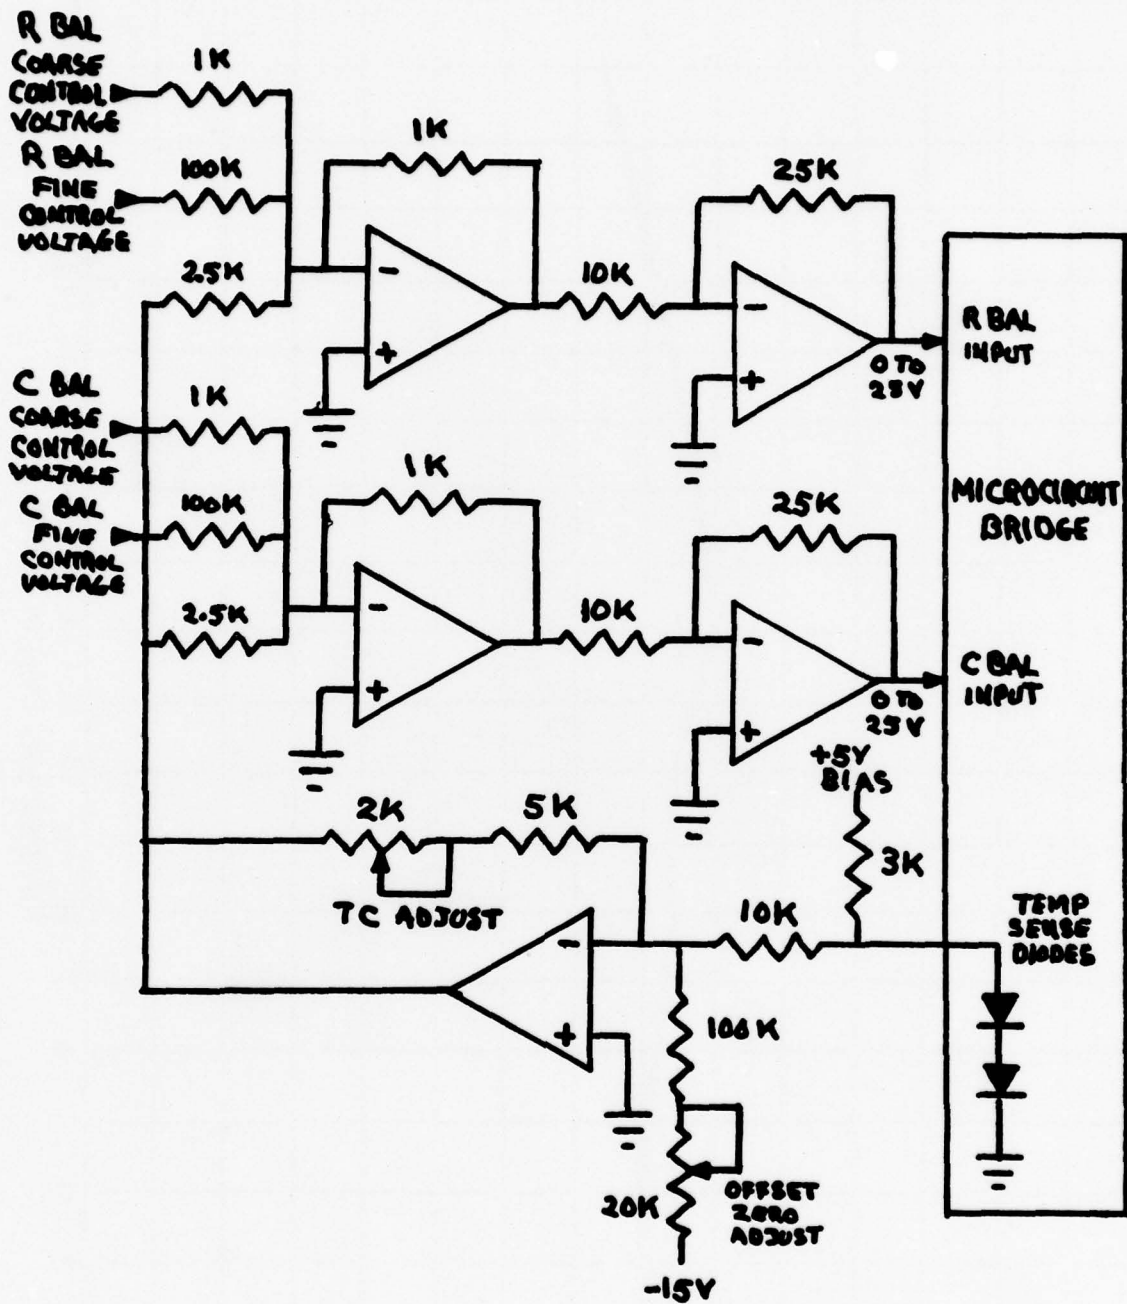 R BAL
COARSE
CONTROL
VOLTAGE
1K
R BAL
FINE
CONTROL
VOLTAGE
100K
1K
25K
2.5K
-
+
10K
-
+
0 TO
25V
R BAL
INPUT
C BAL
COARSE
CONTROL
VOLTAGE
1K
C BAL
FINE
CONTROL
VOLTAGE
100K
1K
25K
2.5K
-
+
10K
-
+
0 TO
25V
C BAL
INPUT
MICROCIRCUIT
BRIDGE
+5V
BIAS
2K
5K
3K
TC ADJUST
10K
TEMP
SENSE
DIODES
-
+
100K
20K
OFFSET
ZERO
ADJUST
-15V